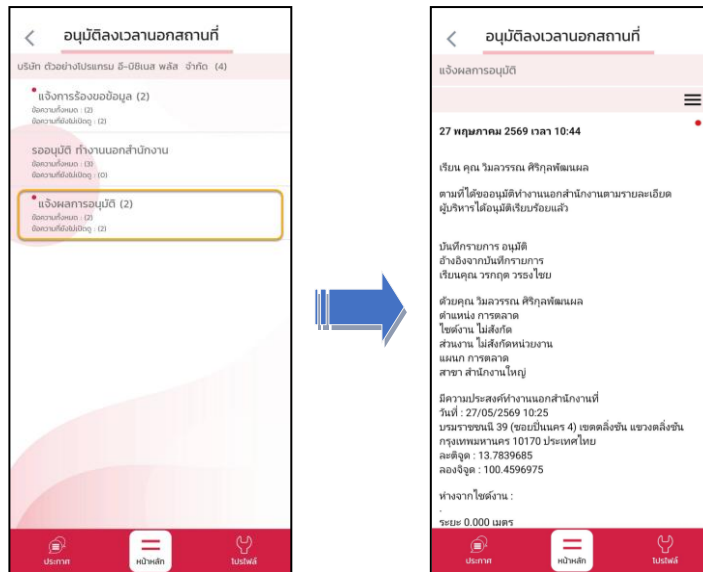 อนุมัติลงเวลานอกสถานที่
บริษัท ตัวอย่างโปรแกรม อี-บิซิเนส พลัส จำกัด (4)
แจ้งการร้องขอข้อมูล (2)
ข้อความทั้งหมด : (2)
ข้อความที่ยังไม่เปิดดู : (2)
รออนุมัติ ทำงานนอกสำนักงาน
ข้อความทั้งหมด : (3)
ข้อความที่ยังไม่เปิดดู : (0)
แจ้งผลการอนุมัติ (2)
ข้อความทั้งหมด : (2)
ข้อความที่ยังไม่เปิดดู : (2)
ประกาศ
หน้าหลัก
โปรไฟล์
อนุมัติลงเวลานอกสถานที่
แจ้งผลการอนุมัติ
27 พฤษภาคม 2569 เวลา 10:44
เรียน คุณ วิมลวรรณ ศิริกุลพัฒนผล
ตามที่ได้ขออนุมัติทำงานนอกสำนักงานตามรายละเอียด
ผู้บริหารได้อนุมัติเรียบร้อยแล้ว
บันทึกรายการ อนุมัติ
อ้างอิงจากบันทึกรายการ
เรียนคุณ วรกฤต วรธงไชย
ด้วยคุณ วิมลวรรณ ศิริกุลพัฒนผล
ตำแหน่ง การตลาด
ไซต์งาน ไม่สังกัด
ส่วนงาน ไม่สังกัดหน่วยงาน
แผนก การตลาด
สาขา สำนักงานใหญ่
มีความประสงค์ทำงานนอกสำนักงานที่
วันที่ : 27/05/2569 10:25
บรมราชชนนี 39 (ซอยปิ่นนคร 4) เขตตลิ่งชัน แขวงตลิ่งชัน
กรุงเทพมหานคร 10170 ประเทศไทย
ละติจูด : 13.7839685
ลองจิจูด : 100.4596975
ห่างจากไซต์งาน :
.
ระยะ 0.000 เมตร
ประกาศ
หน้าหลัก
โปรไฟล์